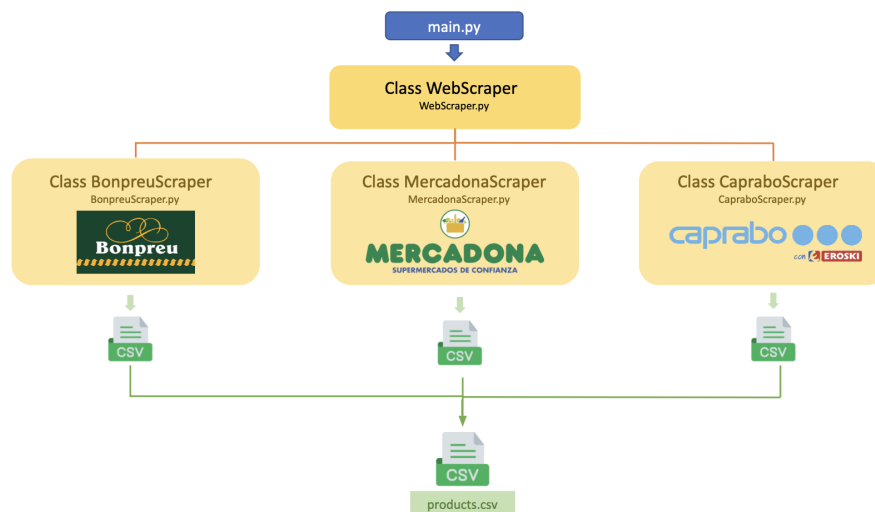 main.py
Class WebScraper
WebScraper.py
Class BonpreuScraper
BonpreuScraper.py
Bonpreu
Class MercadonaScraper
MercadonaScraper.py
MERCADONA
SUPERMERCADOS DE CONFIANZA
Class CapraboScraper
CapraboScraper.py
caprabo
con EROSKI
CSV
CSV
CSV
CSV
products.csv